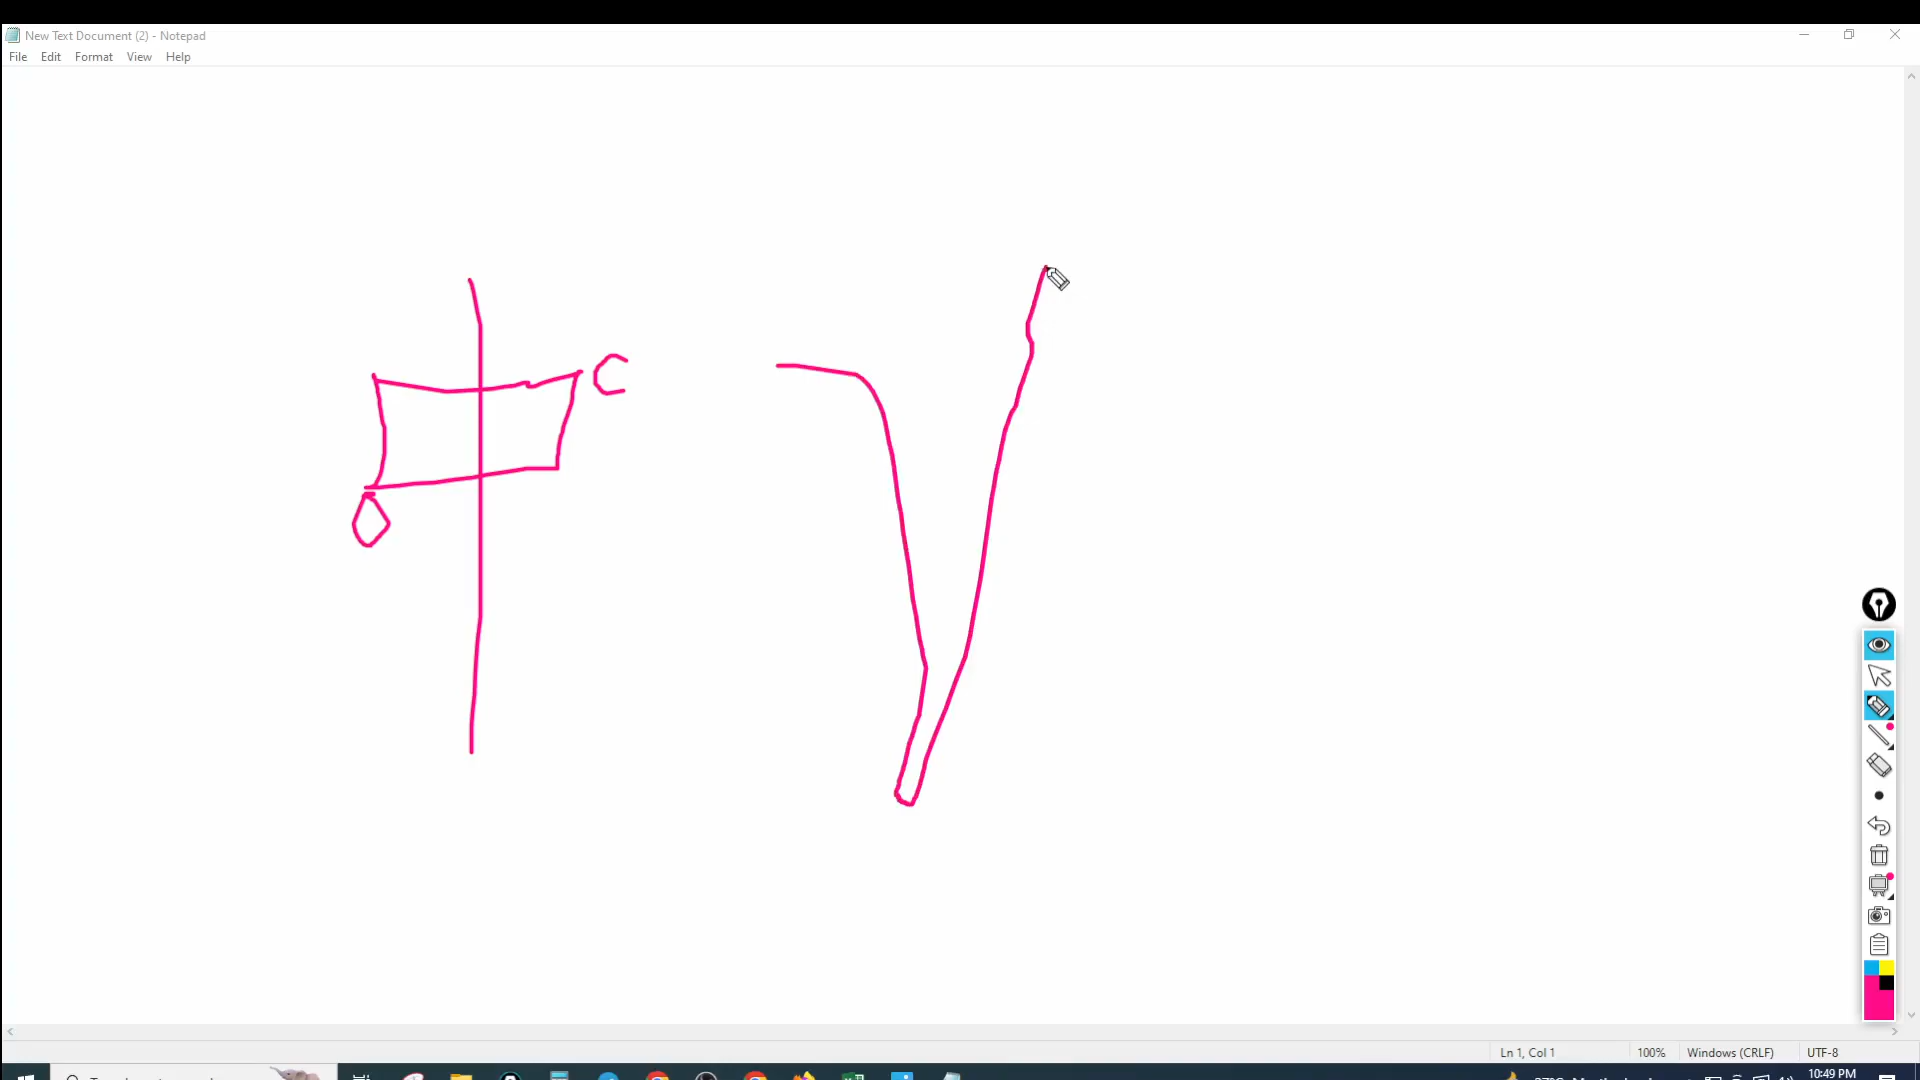 New Text Document (2) - Notepad
File Edit Format View Help
C
O
Ln 1, Col 1 100% Windows (CRLF) UTF-8
10:49 PM